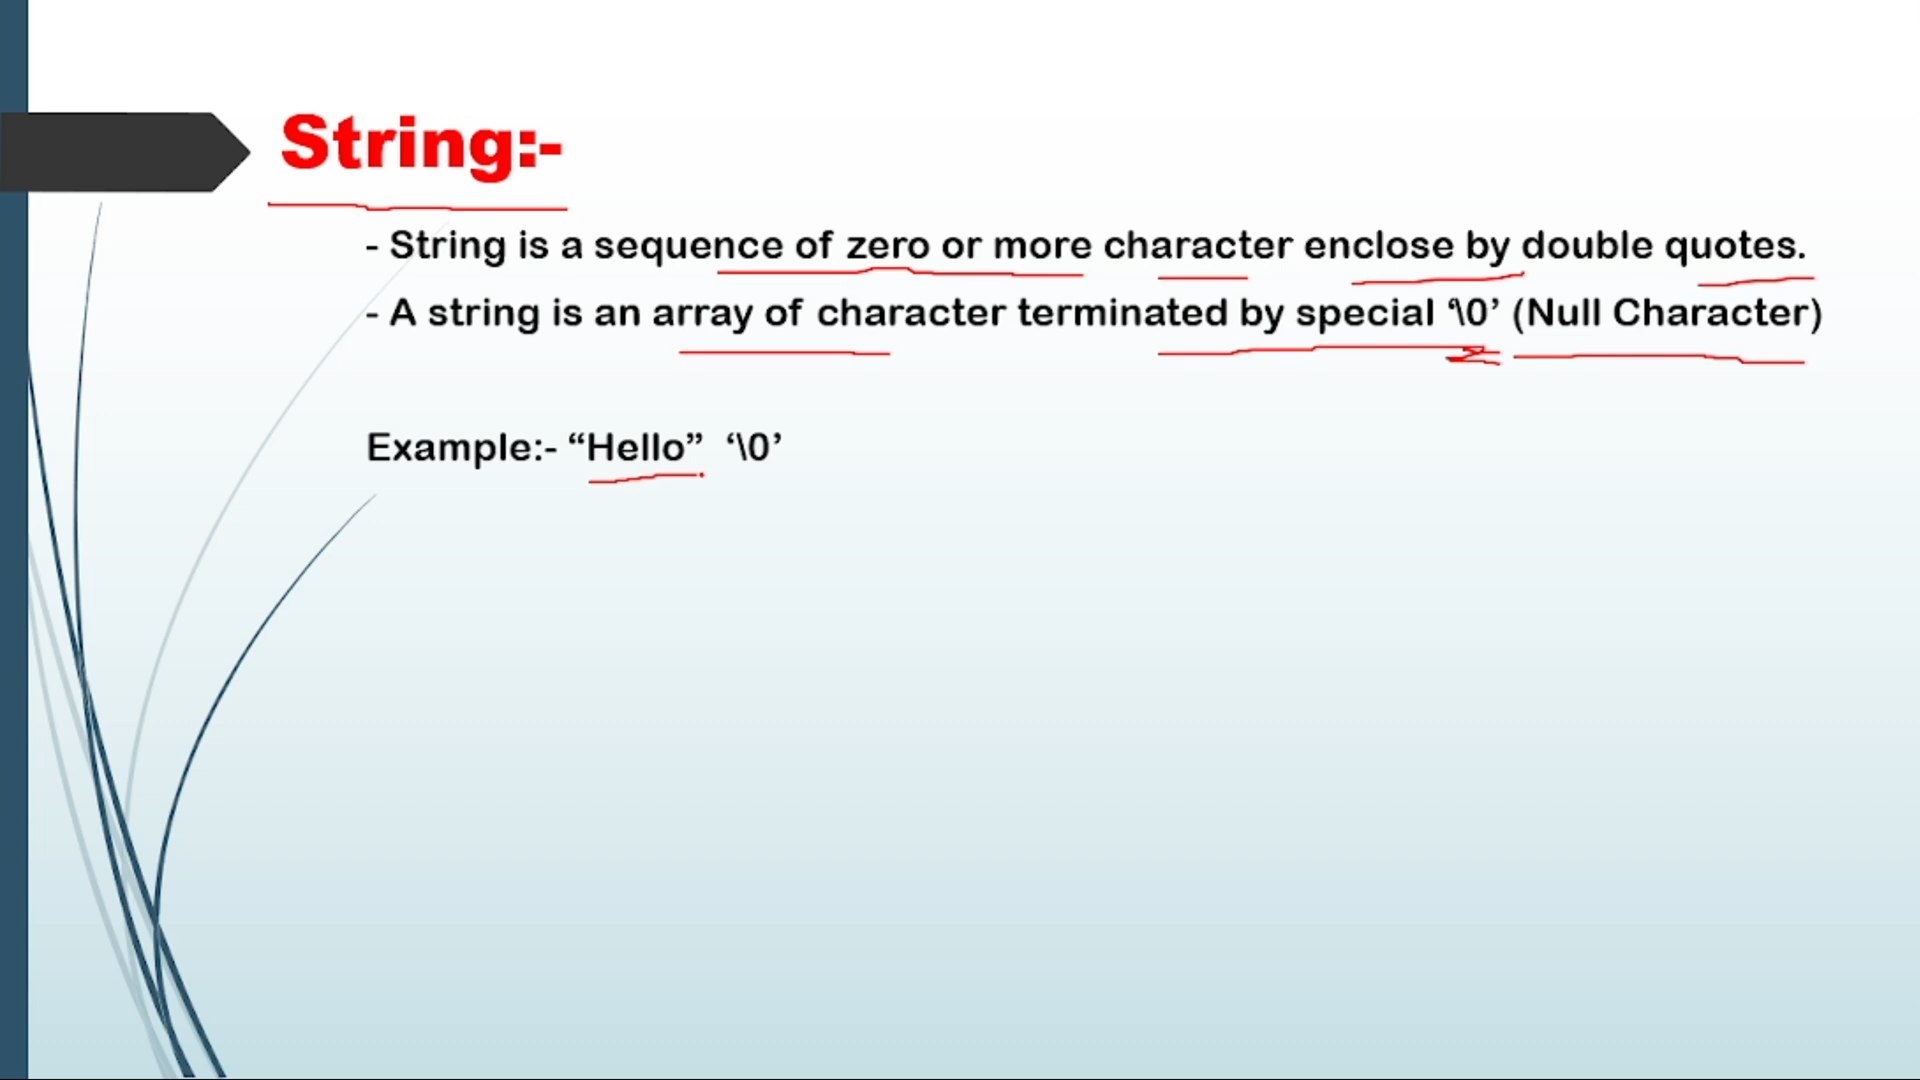 String:-
- String is a sequence of zero or more character enclose by double quotes.
- A string is an array of character terminated by special ‘\0’ (Null Character)
Example:- “Hello” ‘\0’